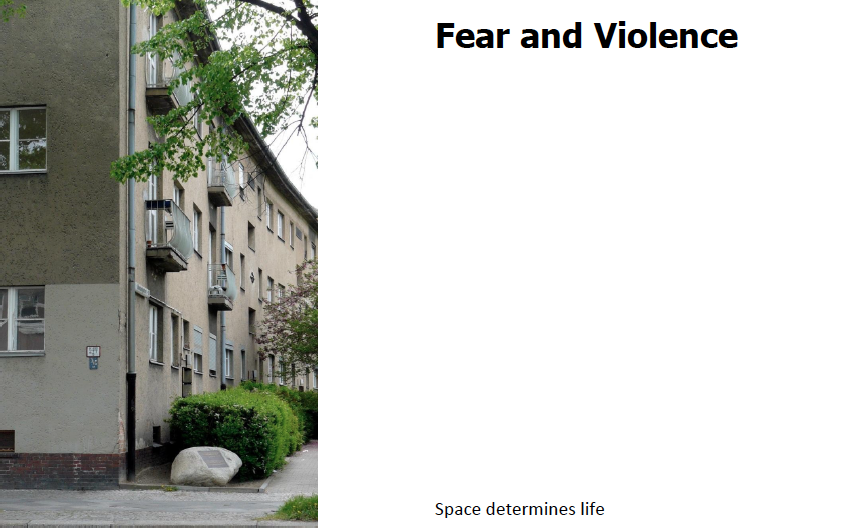 Fear and Violence
Space determines life